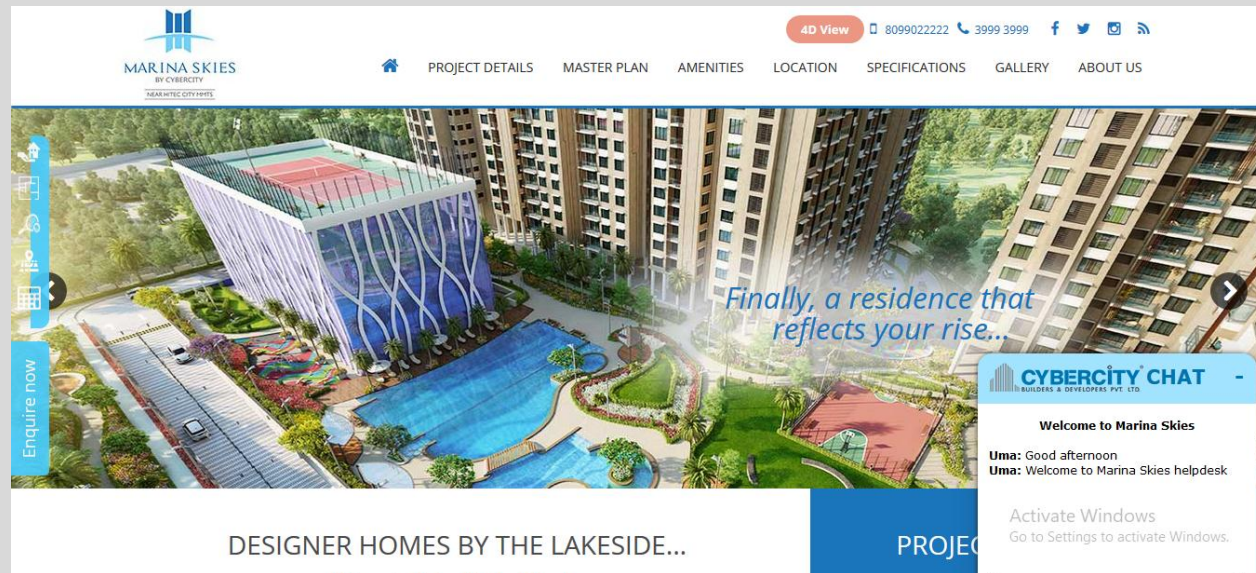 4D View 8099022222 3999 3999
MARINA SKIES
BY CYBERCITY
NEAR HITEC CITY MMTS
PROJECT DETAILS MASTER PLAN AMENITIES LOCATION SPECIFICATIONS GALLERY ABOUT US
Finally, a residence that
reflects your rise...
Enquire now
CYBERCITY CHAT -
BUILDERS & DEVELOPERS PVT. LTD.
Welcome to Marina Skies
Uma: Good afternoon
Uma: Welcome to Marina Skies helpdesk
Activate Windows
Go to Settings to activate Windows.
DESIGNER HOMES BY THE LAKESIDE...
PROJEC